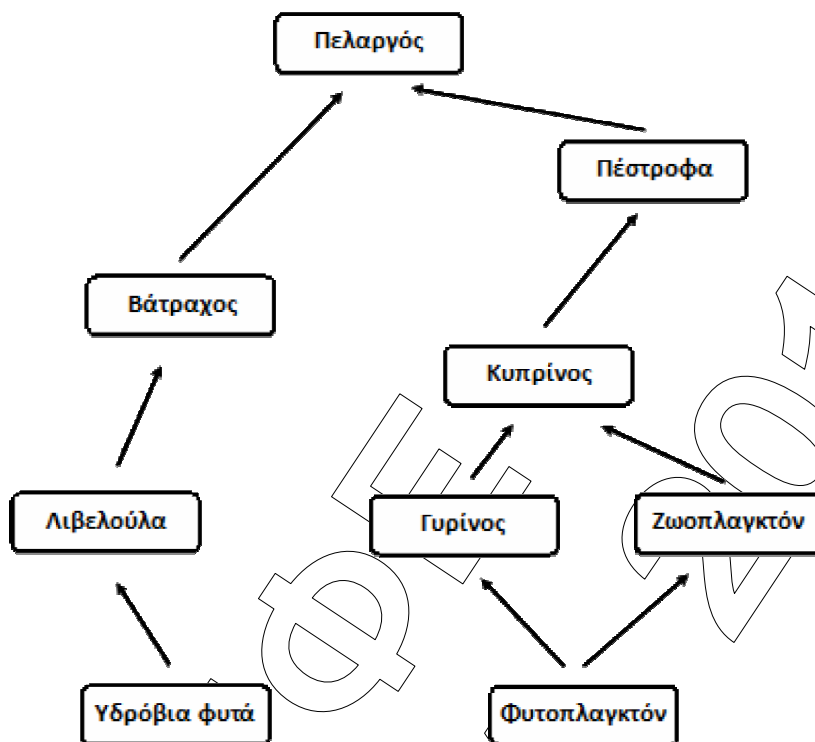 Πελαργός
Πέστροφα
Βάτραχος
Κυπρίνος
Λιβελούλα
Γυρίνος
Ζωοπλαγκτόν
Υδρόβια φυτά
Φυτοπλαγκτόν